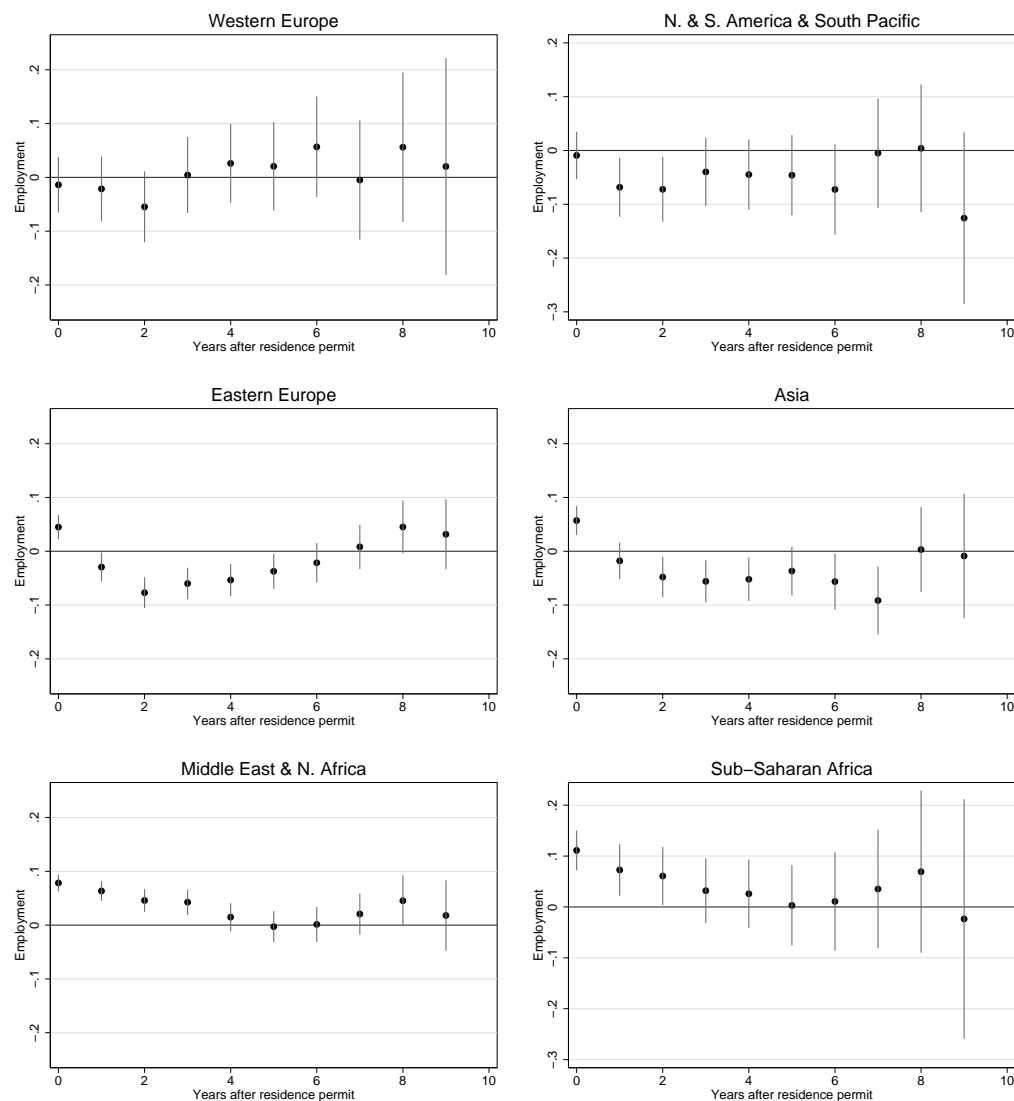 Western Europe
Employment
.2
.1
0
−.1
−.2
0 2 4 6 8 10
Years after residence permit
N. & S. America & South Pacific
Employment
.2
.1
0
−.1
−.2
−.3
0 2 4 6 8 10
Years after residence permit
Eastern Europe
Employment
.2
.1
0
−.1
−.2
0 2 4 6 8 10
Years after residence permit
Asia
Employment
.2
.1
0
−.1
−.2
0 2 4 6 8 10
Years after residence permit
Middle East & N. Africa
Employment
.2
.1
0
−.1
−.2
0 2 4 6 8 10
Years after residence permit
Sub−Saharan Africa
Employment
.2
.1
0
−.1
−.2
−.3
0 2 4 6 8 10
Years after residence permit